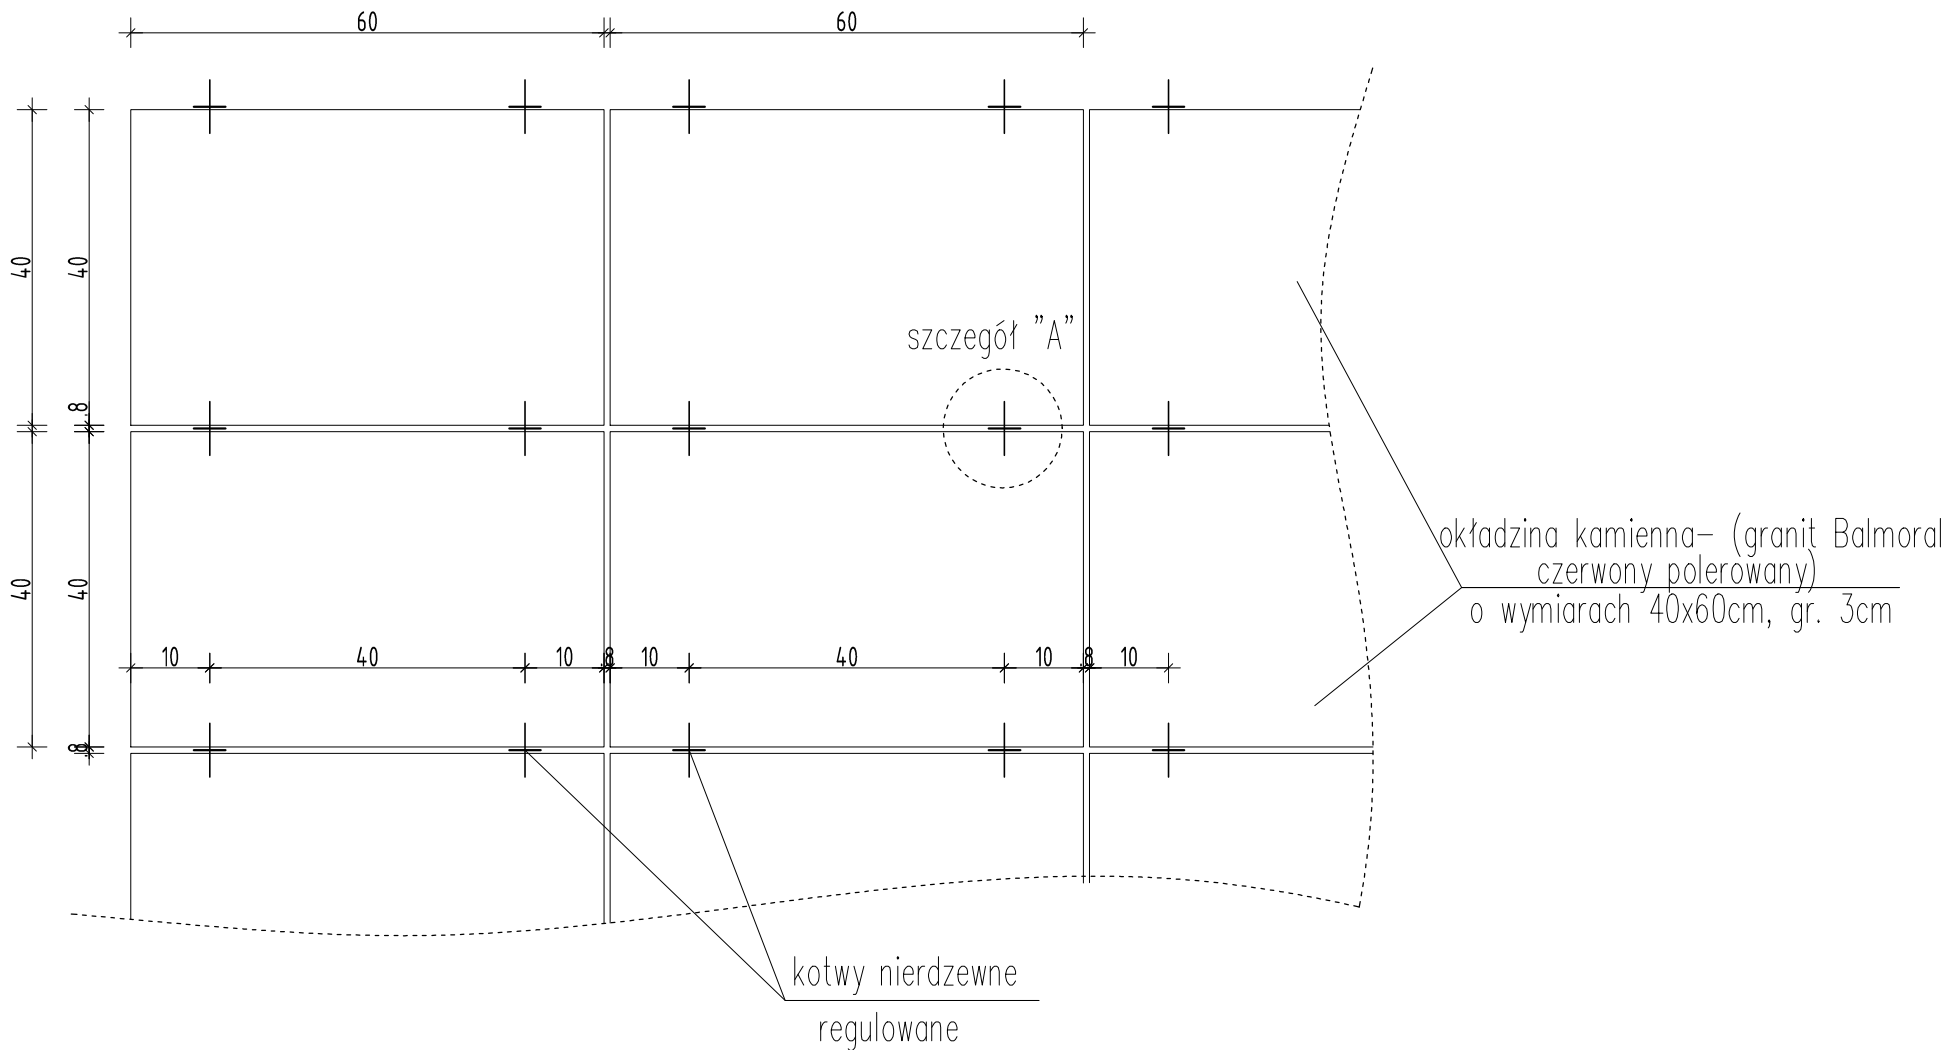 60
60
40
40
szczegół "A"
.8
okładzina kamienna- (granit Balmoral
czerwony polerowany)
o wymiarach 40x60cm, gr. 3cm
40
40
10
40
10
.8
10
40
10
.8
10
.8
kotwy nierdzewne
regulowane